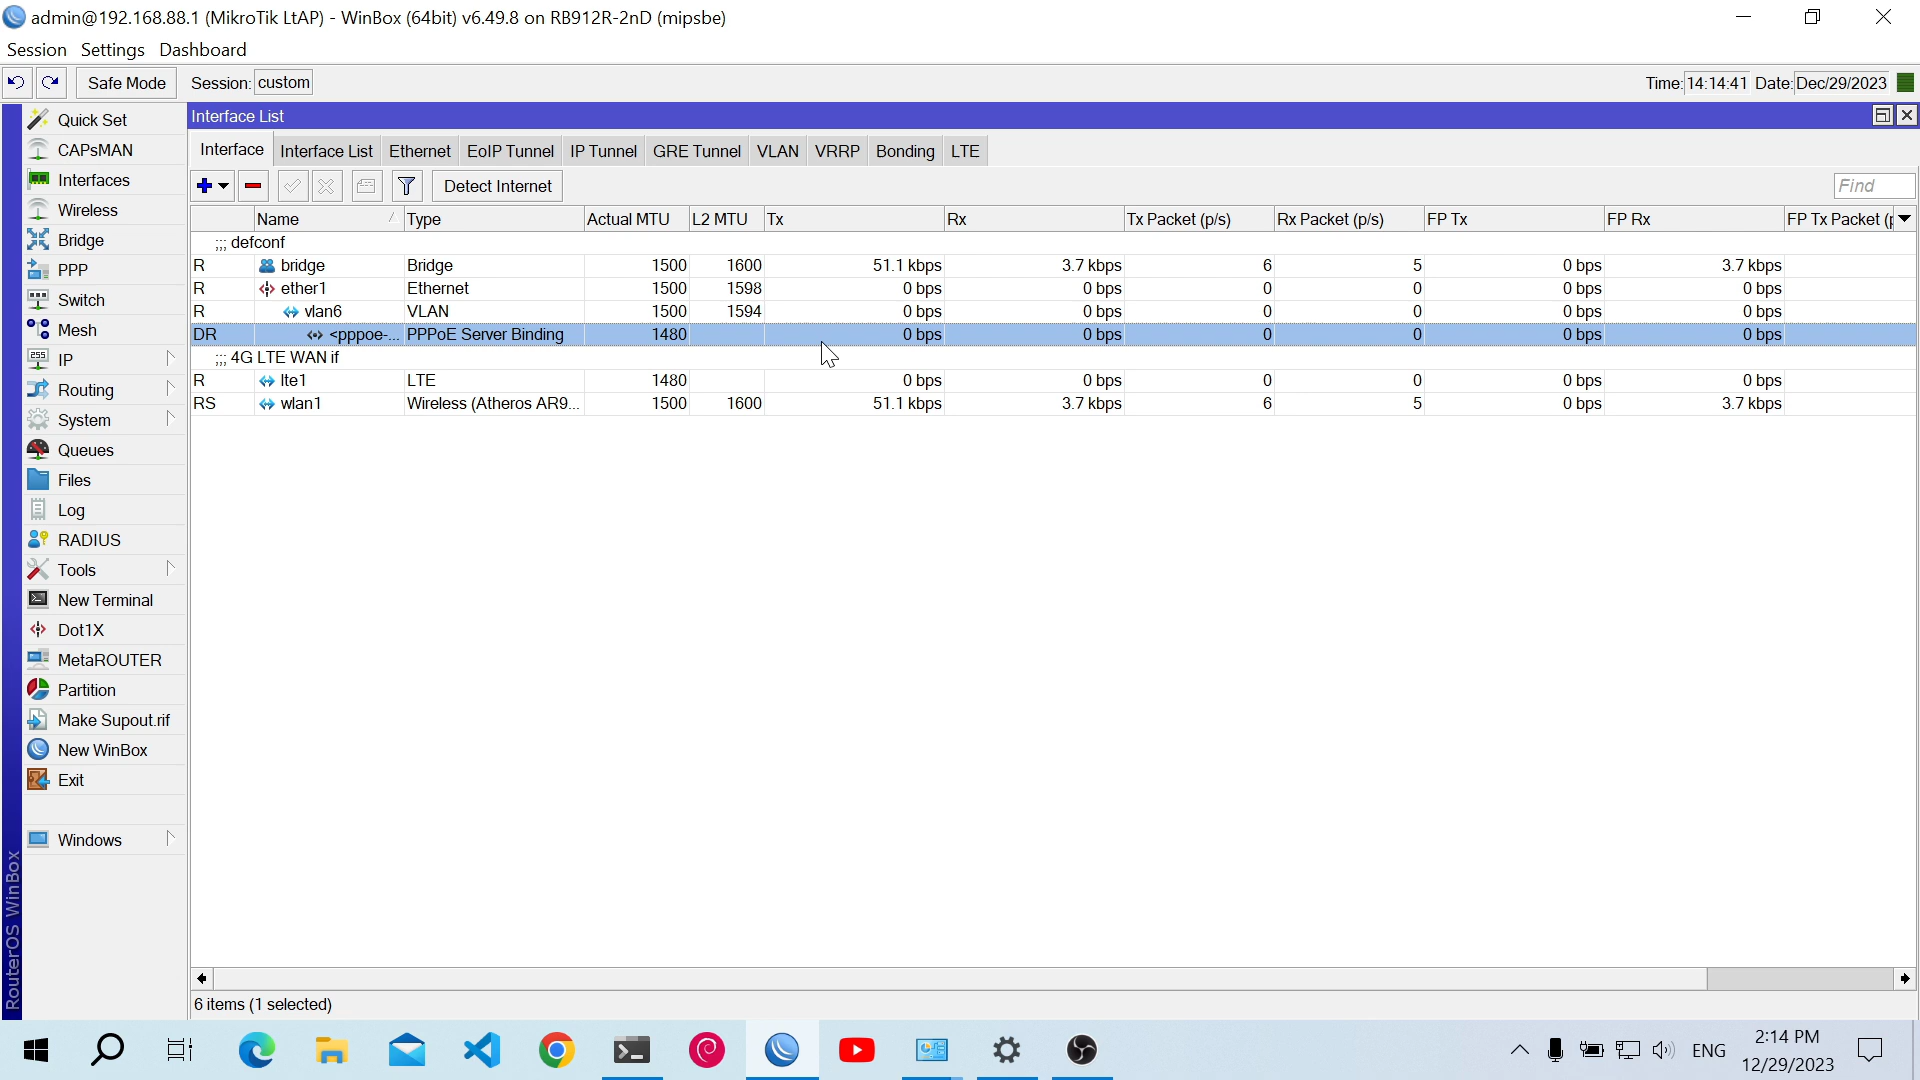 admin@192.168.88.1 (MikroTik LtAP) - WinBox (64bit) v6.49.8 on RB912R-2nD (mipsbe)
Session Settings Dashboard
Safe Mode Session: custom Time: 14:14:41 Date: Dec/29/2023
Interface List
Interface Interface List Ethernet EoIP Tunnel IP Tunnel GRE Tunnel VLAN VRRP Bonding LTE
Detect Internet Find
Name Type Actual MTU L2 MTU Tx Rx Tx Packet (p/s) Rx Packet (p/s) FP Tx FP Rx FP Tx Packet (p
;;; defconf
R bridge Bridge 1500 1600 51.1 kbps 3.7 kbps 6 5 0 bps 3.7 kbps
R ether1 Ethernet 1500 1598 0 bps 0 bps 0 0 0 bps 0 bps
R vlan6 VLAN 1500 1594 0 bps 0 bps 0 0 0 bps 0 bps
DR <pppoe-... PPPoE Server Binding 1480 0 bps 0 bps 0 0 0 bps 0 bps
;;; 4G LTE WAN if
R lte1 LTE 1480 0 bps 0 bps 0 0 0 bps 0 bps
RS wlan1 Wireless (Atheros AR9... 1500 1600 51.1 kbps 3.7 kbps 6 5 0 bps 3.7 kbps
6 items (1 selected)
Quick Set
CAPsMAN
Interfaces
Wireless
Bridge
PPP
Switch
Mesh
255 IP
Routing
System
Queues
Files
Log
RADIUS
Tools
New Terminal
Dot1X
MetaROUTER
Partition
Make Supout.rif
New WinBox
Exit
Windows
RouterOS WinBox
ENG 2:14 PM
12/29/2023